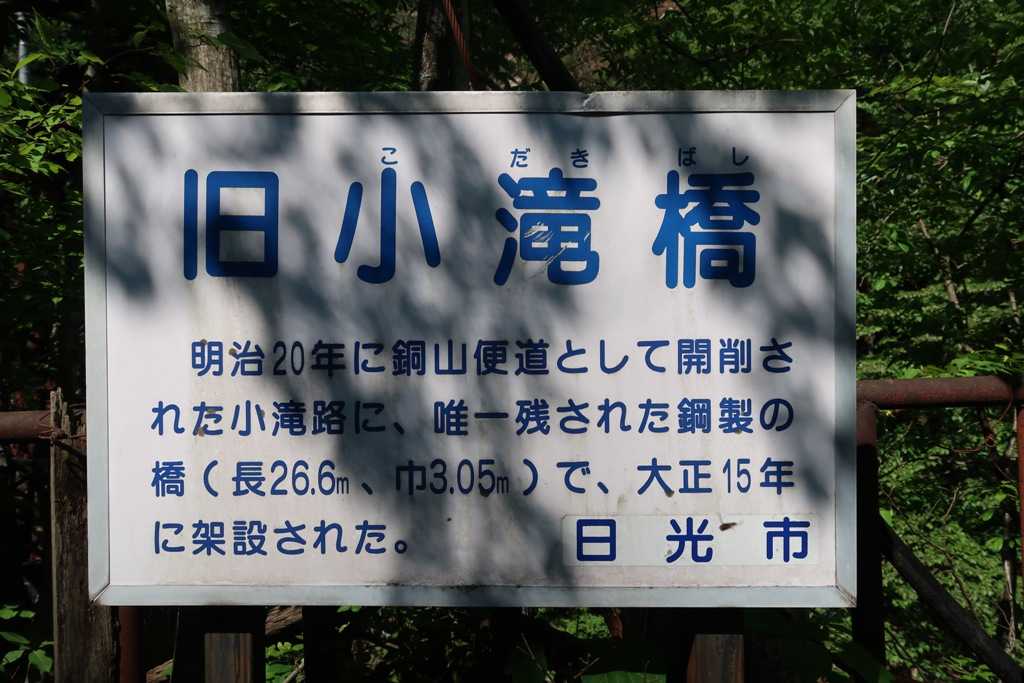 こ だき ばし
旧小滝橋
明治20年に銅山便道として開削さ
れた小滝路に、唯一残された鋼製の
橋(長26.6m、巾3.05m)で、大正15年
に架設された。
日光市